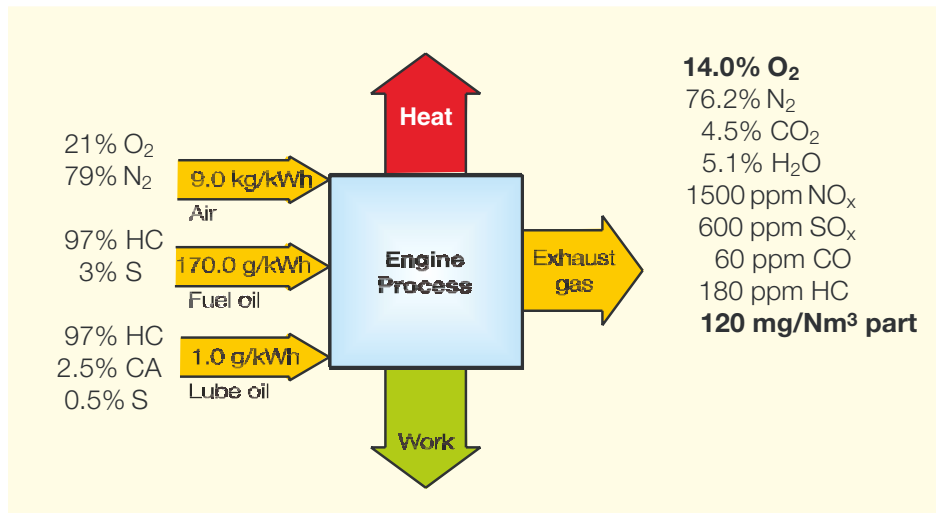 21% O₂
79% N₂
9.0 kg/kWh
Air
97% HC
3% S
170.0 g/kWh
Fuel oil
97% HC
2.5% CA
0.5% S
1.0 g/kWh
Lube oil
Heat
Engine
Process
Work
Exhaust
gas
14.0% O₂
76.2% N₂
4.5% CO₂
5.1% H₂O
1500 ppm NOₓ
600 ppm SOₓ
60 ppm CO
180 ppm HC
120 mg/Nm³ part